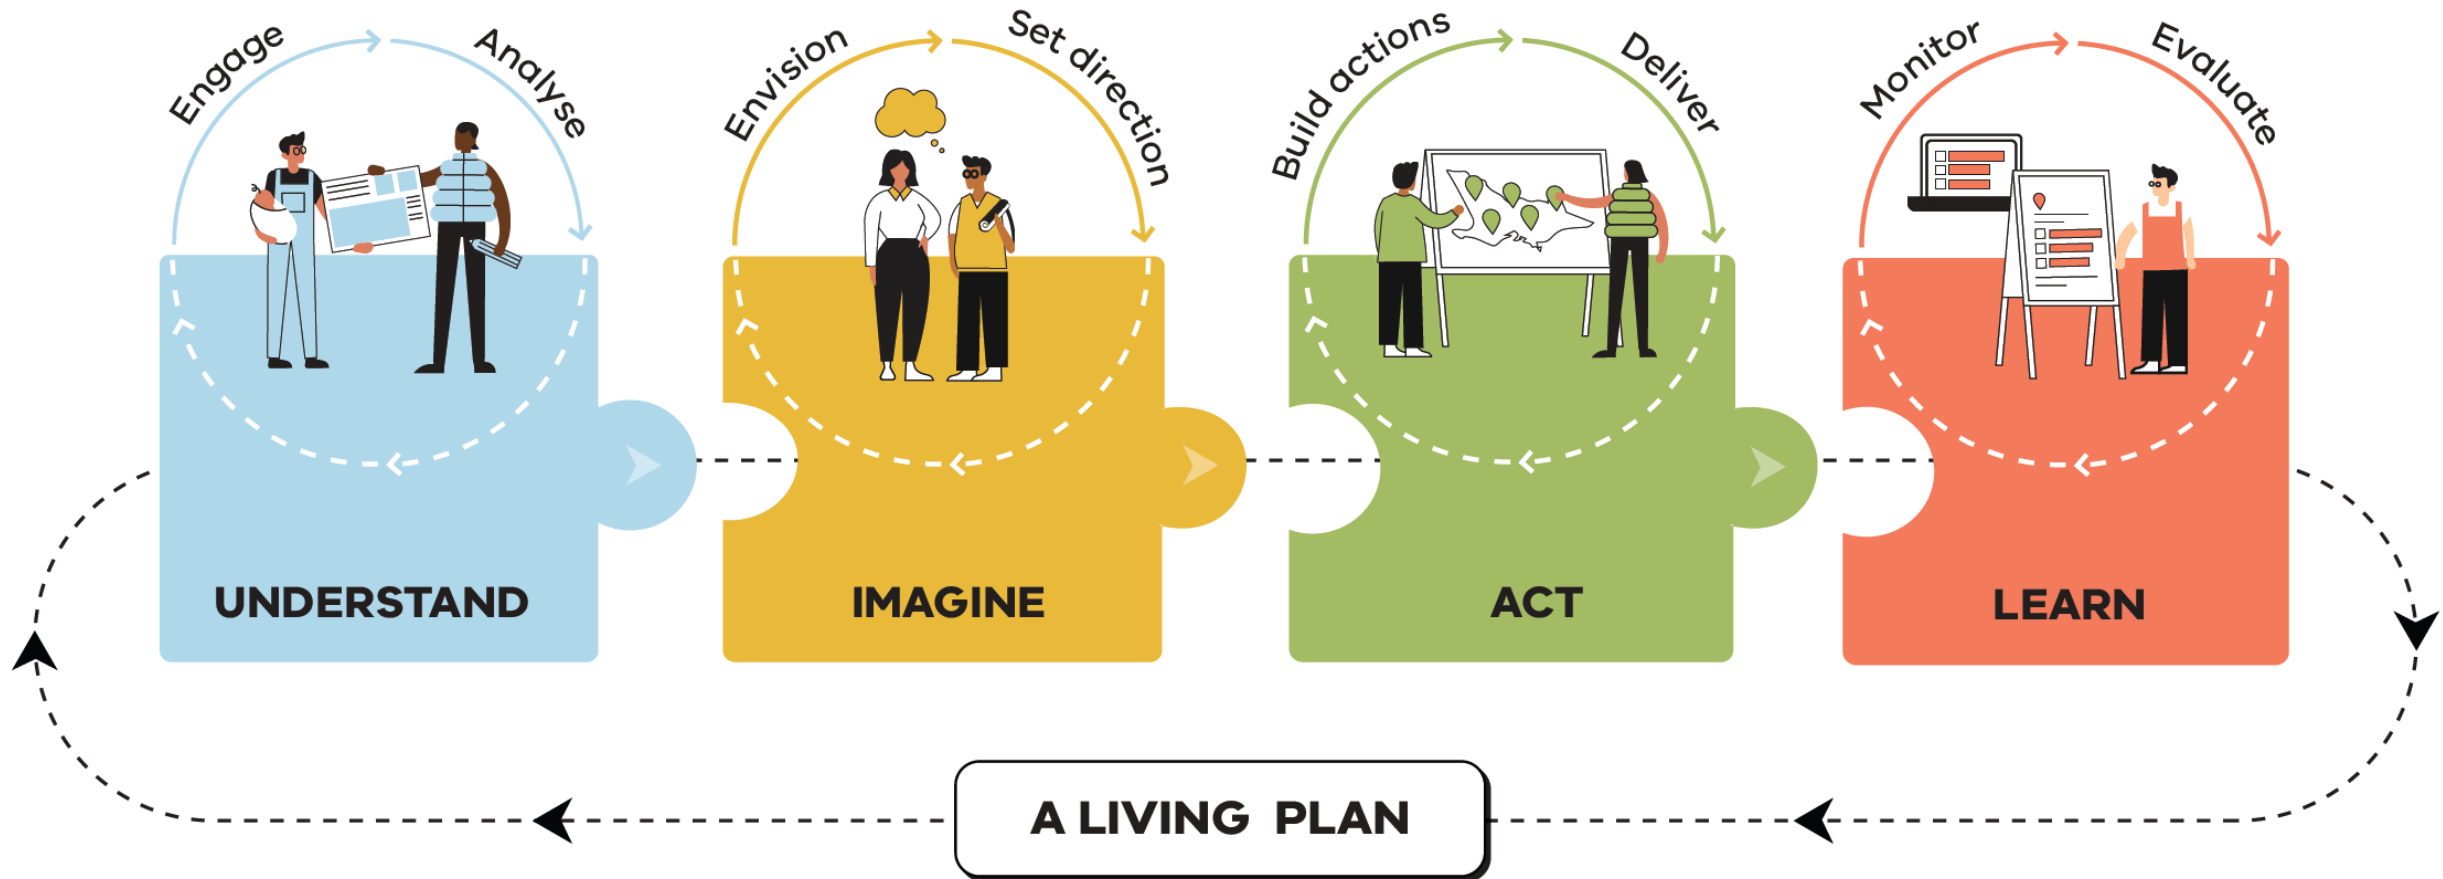 Engage
Analyse
Envision
Set direction
Build actions
Deliver
Monitor
Evaluate
UNDERSTAND
IMAGINE
ACT
LEARN
A LIVING PLAN